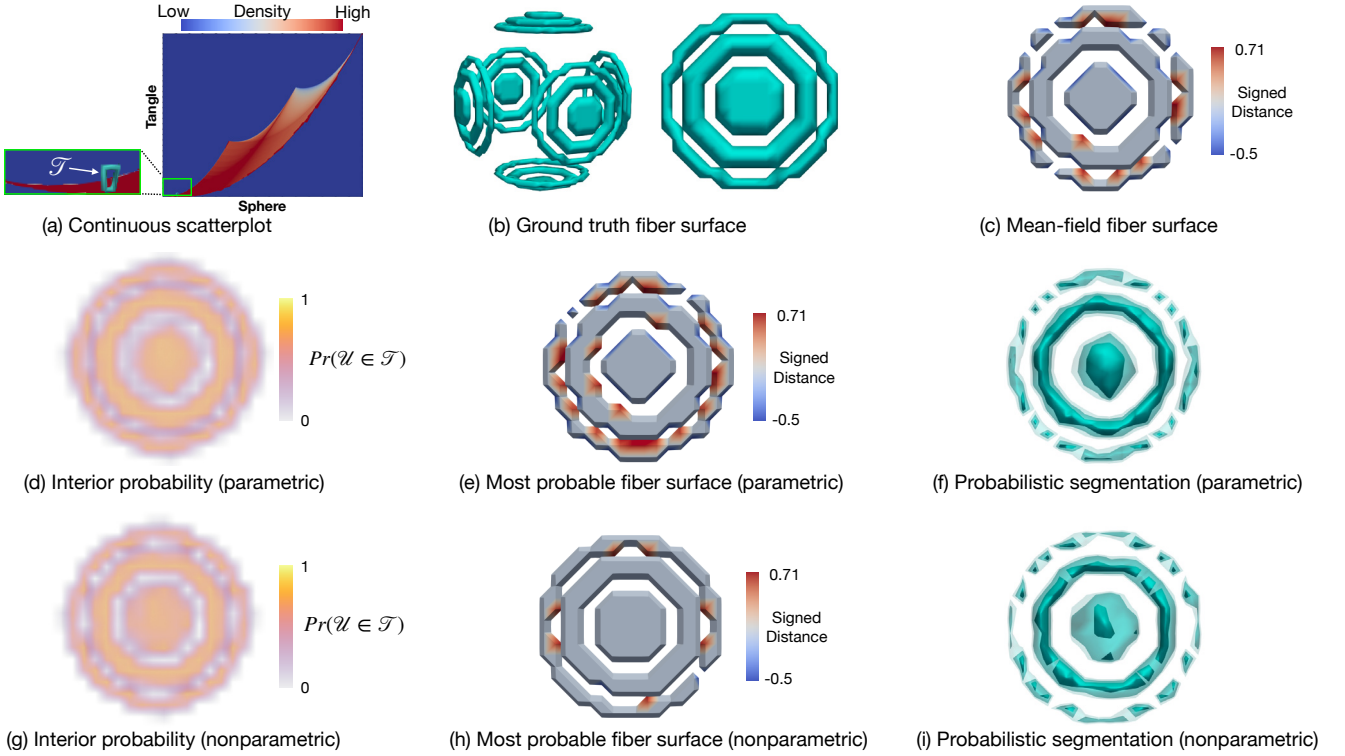 Low Density High
Tangle
𝒯
Sphere
(a) Continuous scatterplot
(b) Ground truth fiber surface
0.71
Signed
Distance
-0.5
(c) Mean-field fiber surface
1
Pr(𝒰 ∈ 𝒯)
0
(d) Interior probability (parametric)
0.71
Signed
Distance
-0.5
(e) Most probable fiber surface (parametric)
(f) Probabilistic segmentation (parametric)
1
Pr(𝒰 ∈ 𝒯)
0
(g) Interior probability (nonparametric)
0.71
Signed
Distance
-0.5
(h) Most probable fiber surface (nonparametric)
(i) Probabilistic segmentation (nonparametric)